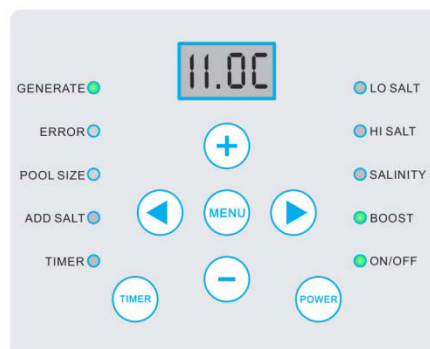 11.0C
GENERATE
LO SALT
ERROR
+
HI SALT
POOL SIZE
MENU
SALINITY
ADD SALT
BOOST
TIMER
−
ON/OFF
TIMER
POWER